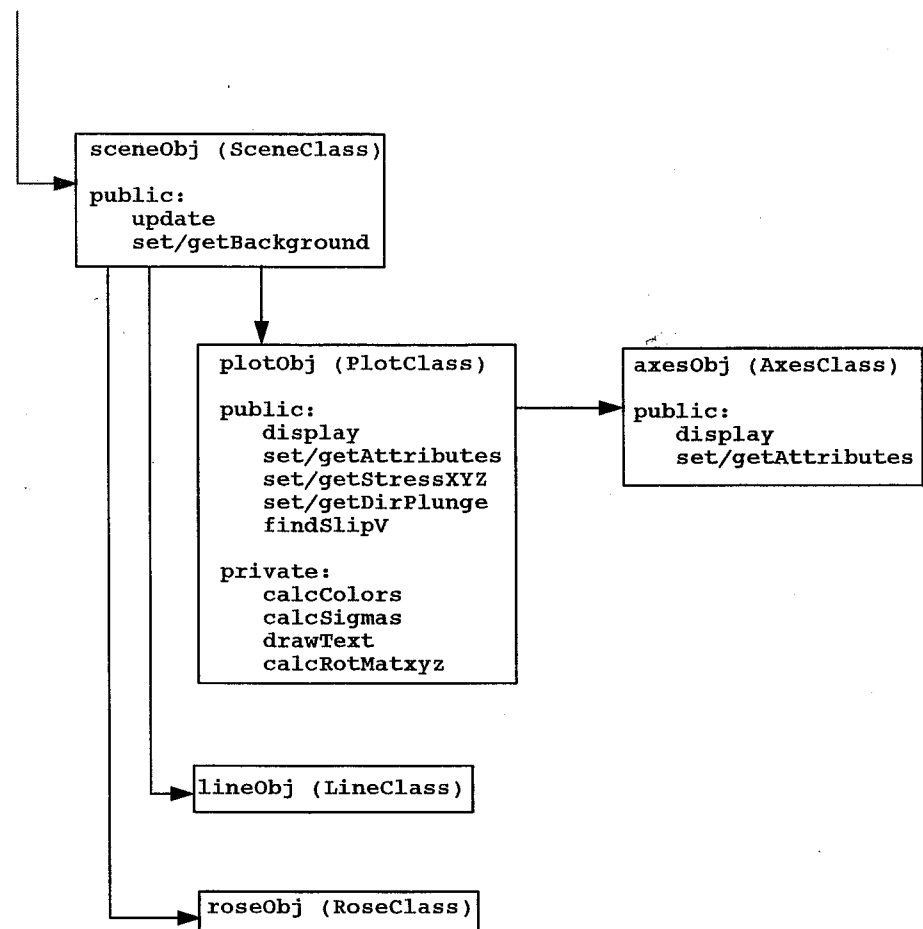 sceneObj (SceneClass)
public:
update
set/getBackground
plotObj (PlotClass)
public:
display
set/getAttributes
set/getStressXYZ
set/getDirPlunge
findSlipV
private:
calcColors
calcSigmas
drawText
calcRotMatxyz
axesObj (AxesClass)
public:
display
set/getAttributes
lineObj (LineClass)
roseObj (RoseClass)